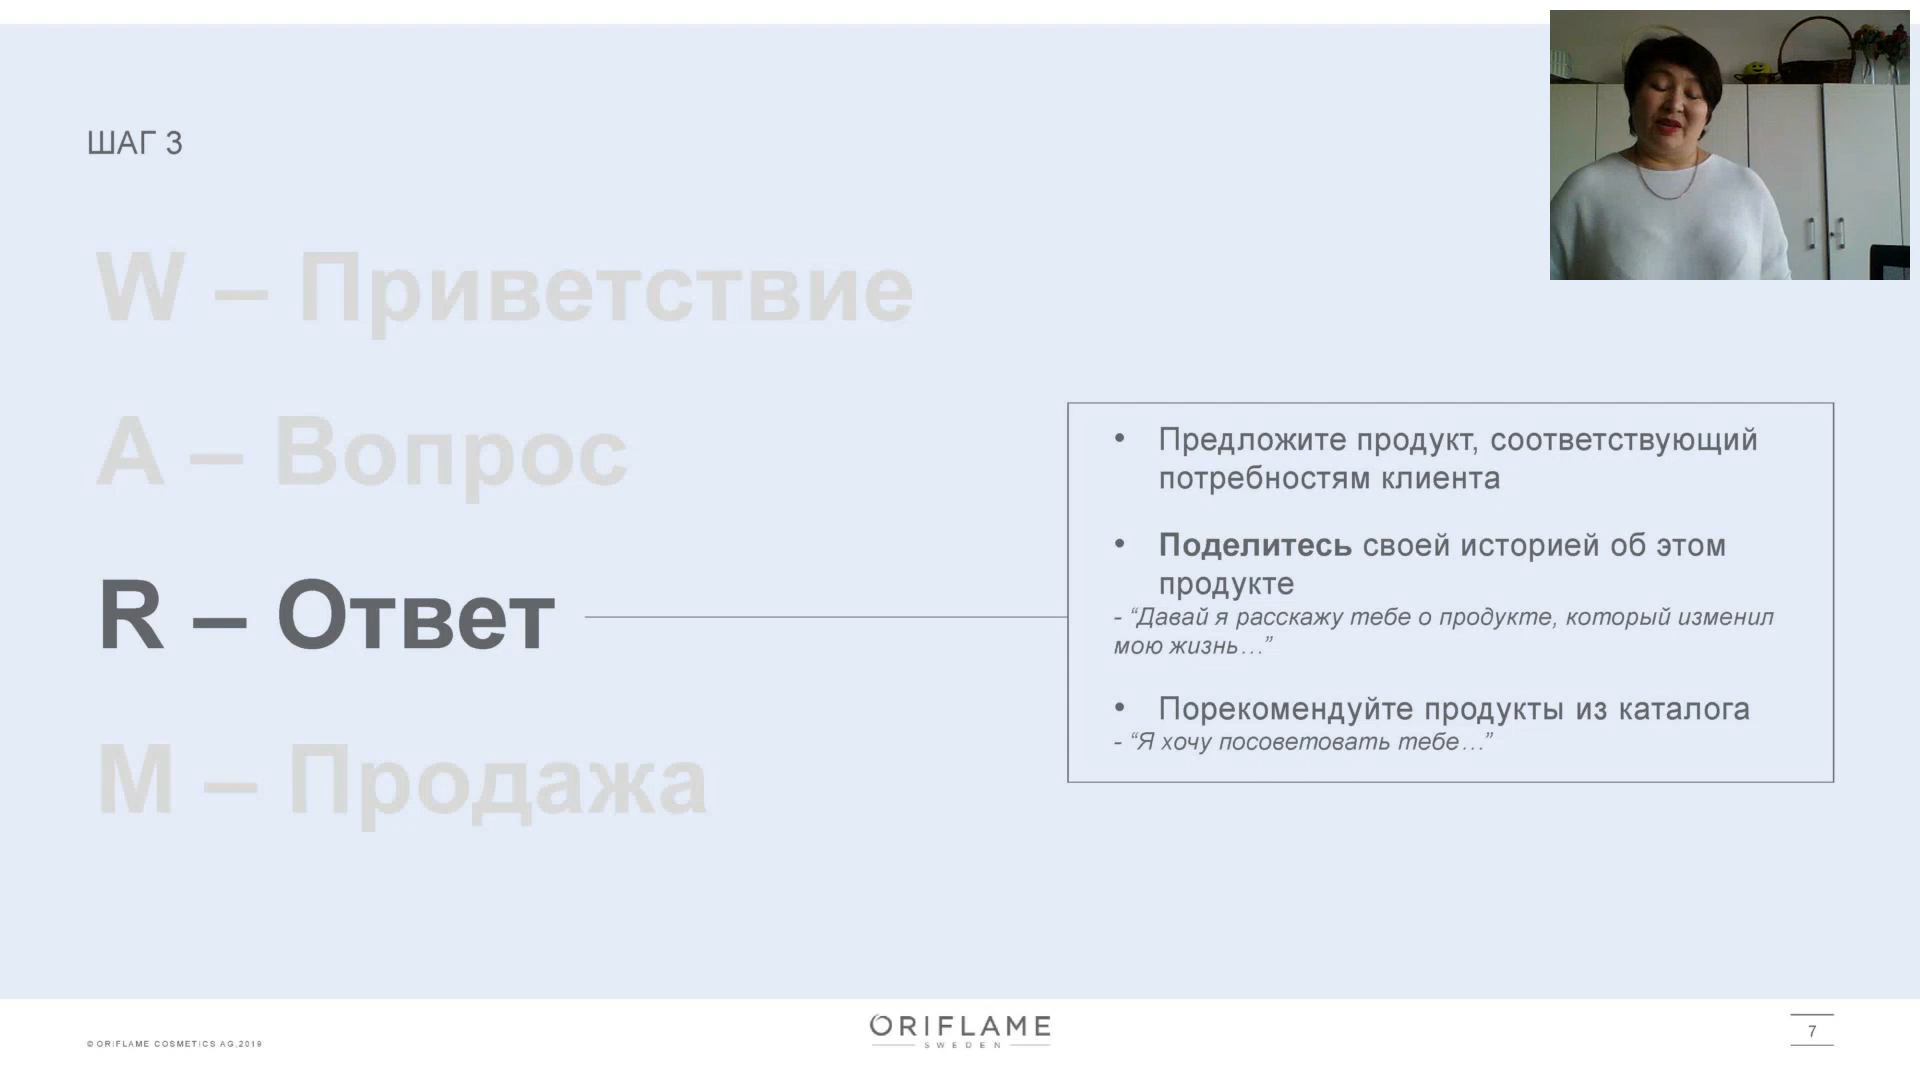 ШАГ 3
W – Приветствие
A – Вопрос
R – Ответ
M – Продажа
• Предложите продукт, соответствующий
потребностям клиента
• Поделитесь своей историей об этом
продукте
- “Давай я расскажу тебе о продукте, который изменил
мою жизнь…”
• Порекомендуйте продукты из каталога
- “Я хочу посоветовать тебе…”
© ORIFLAME COSMETICS AG,2019
ORIFLAME
SWEDEN
7